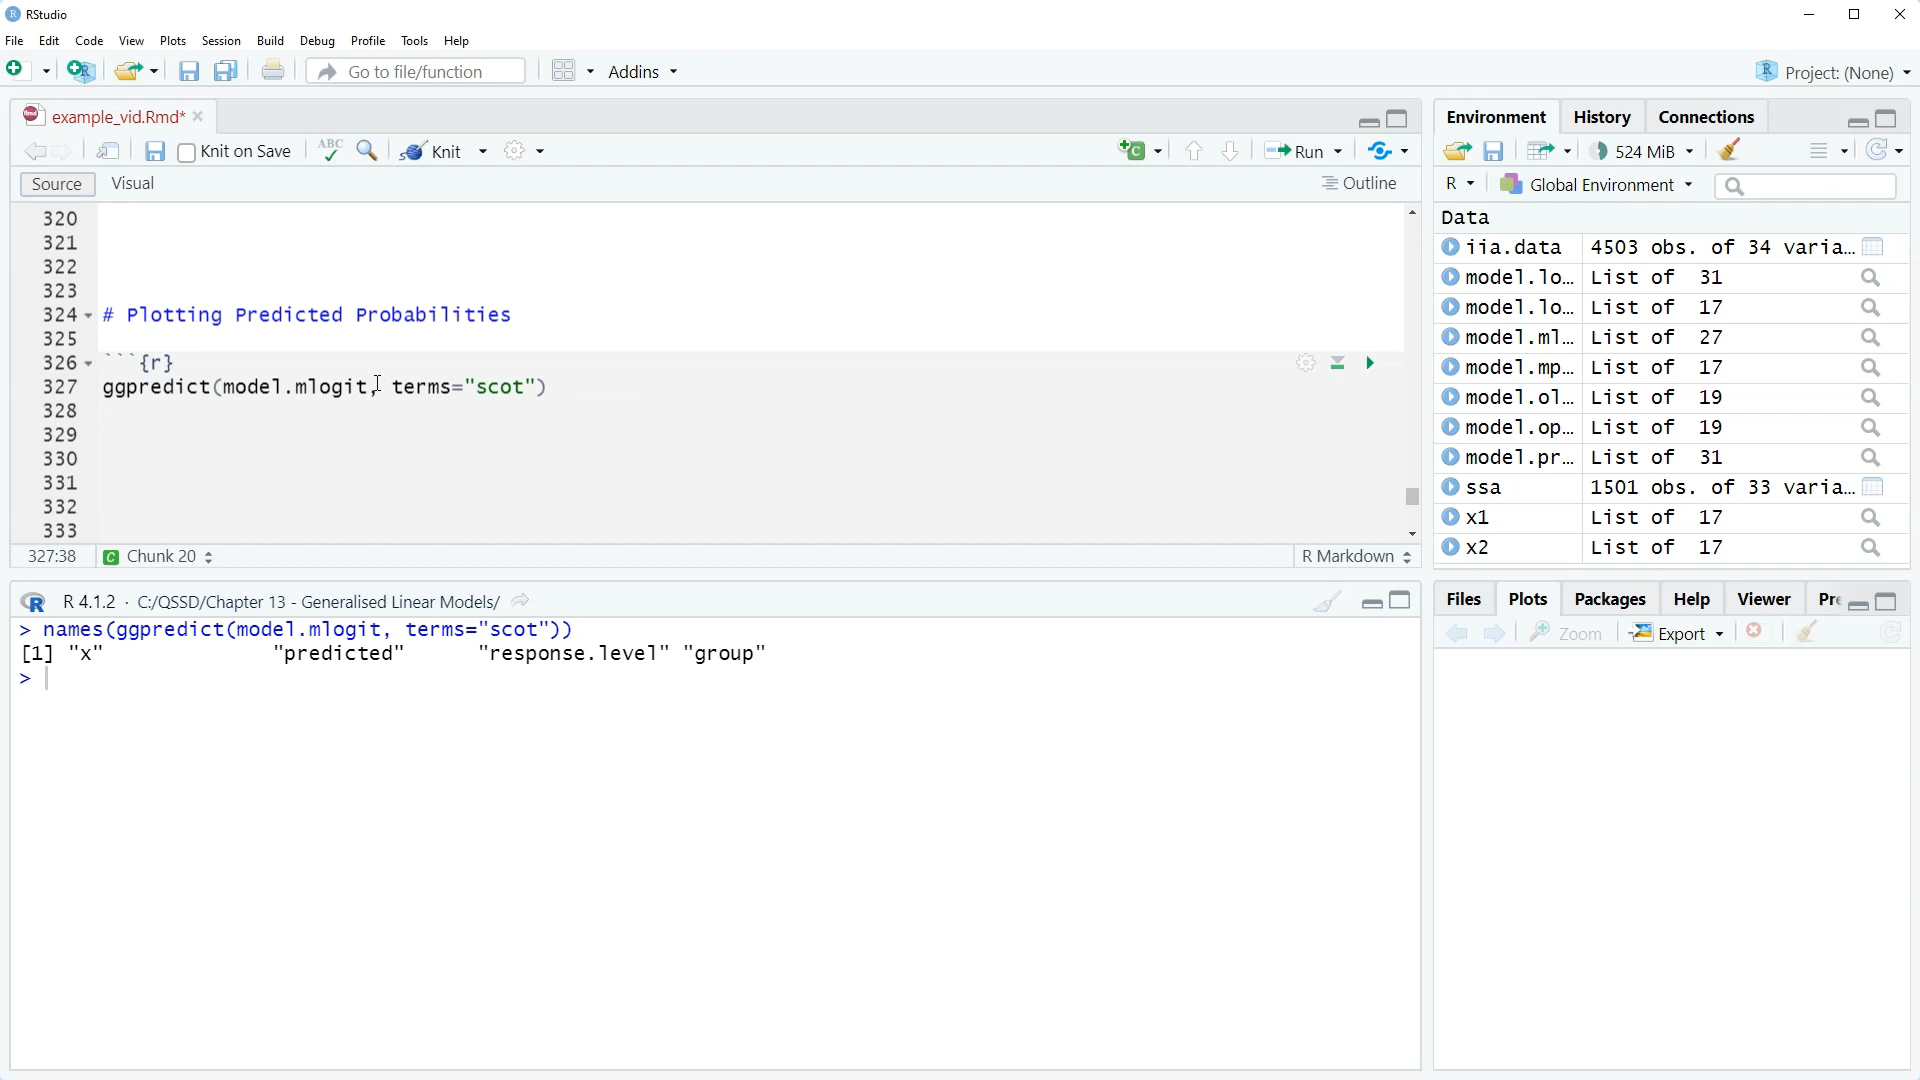 RStudio
File Edit Code View Plots Session Build Debug Profile Tools Help
Go to file/function Addins Project: (None)
example_vid.Rmd*
Knit on Save ABC Knit Run
Source Visual Outline
320
321
322
323
324 # Plotting Predicted Probabilities
325
326 ```{r}
327 ggpredict(model.mlogit, terms="scot")
328
329
330
331
332
333
327:38 Chunk 20 R Markdown
R 4.1.2 · C:/QSSD/Chapter 13 - Generalised Linear Models/
> names(ggpredict(model.mlogit, terms="scot"))
[1] "x" "predicted" "response.level" "group"
>
Environment History Connections
524 MiB
R Global Environment
Data
iia.data 4503 obs. of 34 varia…
model.lo… List of 31
model.lo… List of 17
model.ml… List of 27
model.mp… List of 17
model.ol… List of 19
model.op… List of 19
model.pr… List of 31
ssa 1501 obs. of 33 varia…
x1 List of 17
x2 List of 17
Files Plots Packages Help Viewer Pre
Zoom Export